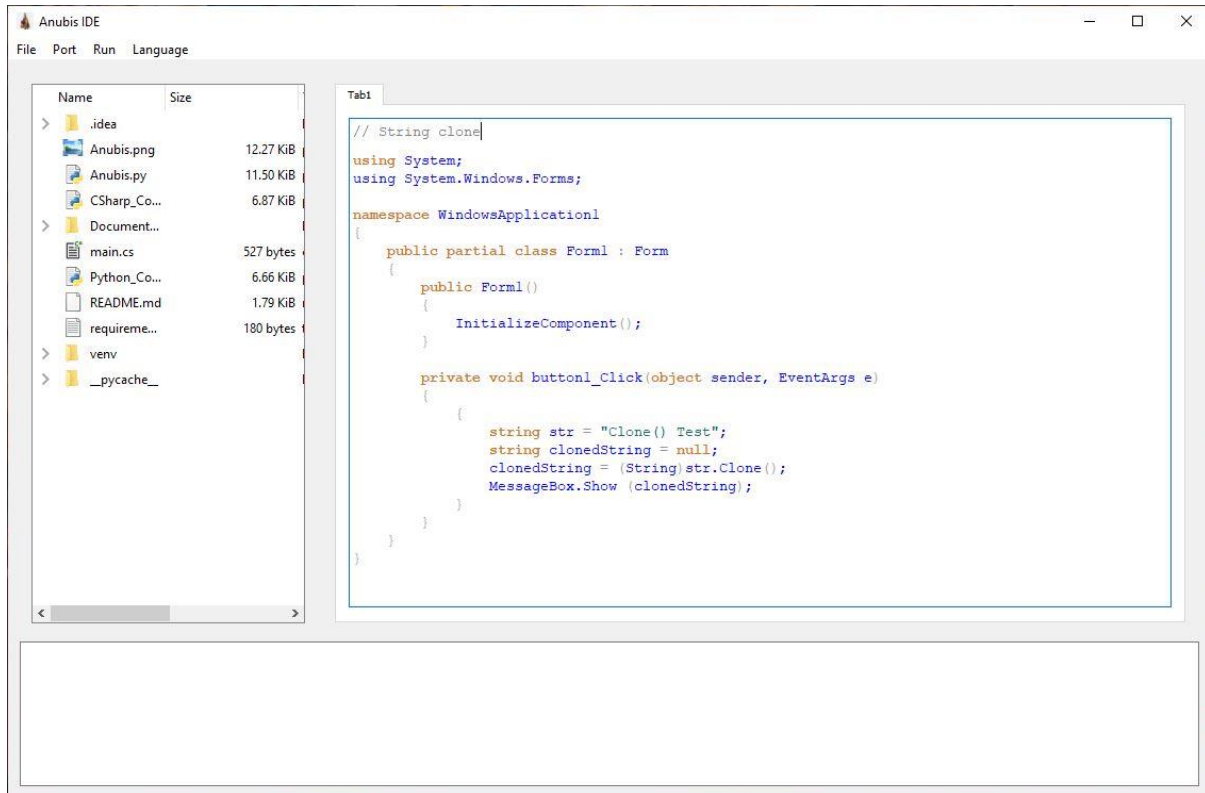 Anubis IDE
File Port Run Language
Name Size
.idea
Anubis.png 12.27 KiB
Anubis.py 11.50 KiB
CSharp_Co... 6.87 KiB
Document...
main.cs 527 bytes
Python_Co... 6.66 KiB
README.md 1.79 KiB
requireme... 180 bytes
venv
__pycache__
Tab1
// String clone
using System;
using System.Windows.Forms;
namespace WindowsApplication1
{
    public partial class Form1 : Form
    {
        public Form1()
        {
            InitializeComponent();
        }
        private void button1_Click(object sender, EventArgs e)
        {
            {
                string str = "Clone() Test";
                string clonedString = null;
                clonedString = (String)str.Clone();
                MessageBox.Show (clonedString);
            }
        }
    }
}